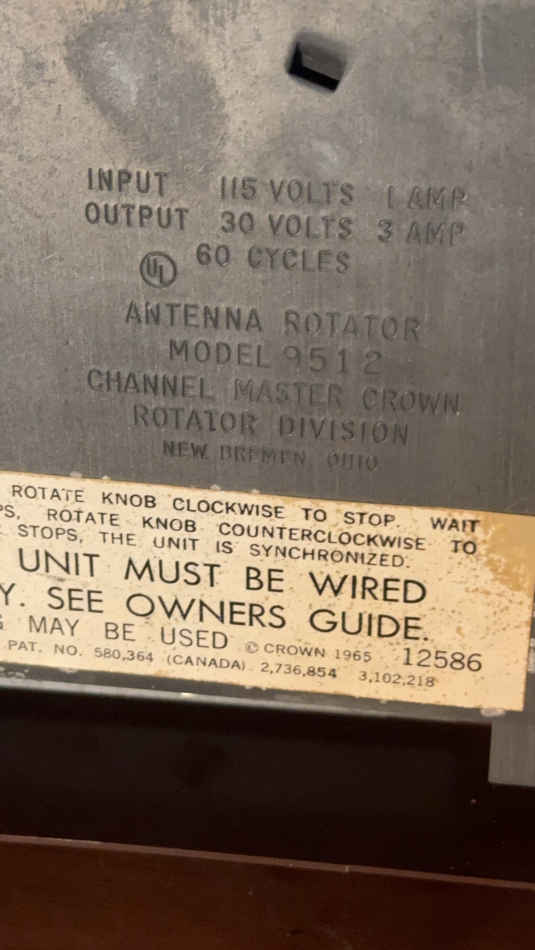 INPUT 115 VOLTS 1 AMP
OUTPUT 30 VOLTS 3 AMP
UL 60 CYCLES
ANTENNA ROTATOR
MODEL 9512
CHANNEL MASTER CROWN
ROTATOR DIVISION
NEW BREMEN, OHIO
ROTATE KNOB CLOCKWISE TO STOP. WAIT
PS, ROTATE KNOB COUNTERCLOCKWISE TO
STOPS, THE UNIT IS SYNCHRONIZED.
UNIT MUST BE WIRED
Y. SEE OWNERS GUIDE.
G MAY BE USED © CROWN 1965 12586
PAT. NO. 580,364 (CANADA) 2,736,854 3,102,218